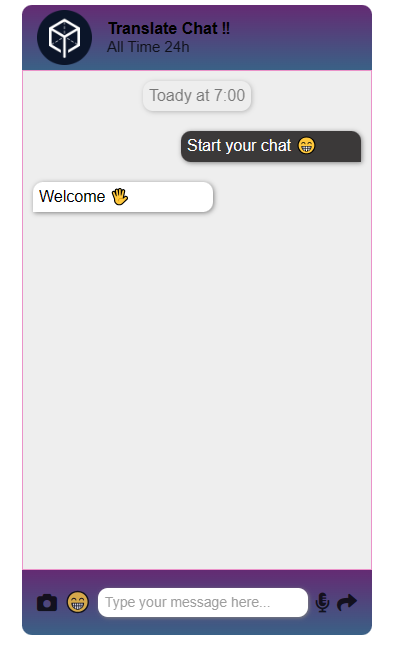 Translate Chat ‼
All Time 24h
Toady at 7:00
Start your chat 😁
Welcome 👋
Type your message here...